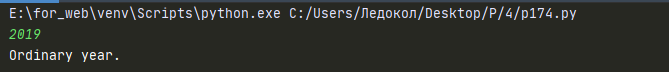 E:\for_web\venv\Scripts\python.exe C:/Users/Ледокол/Desktop/P/4/p174.py
2019
Ordinary year.